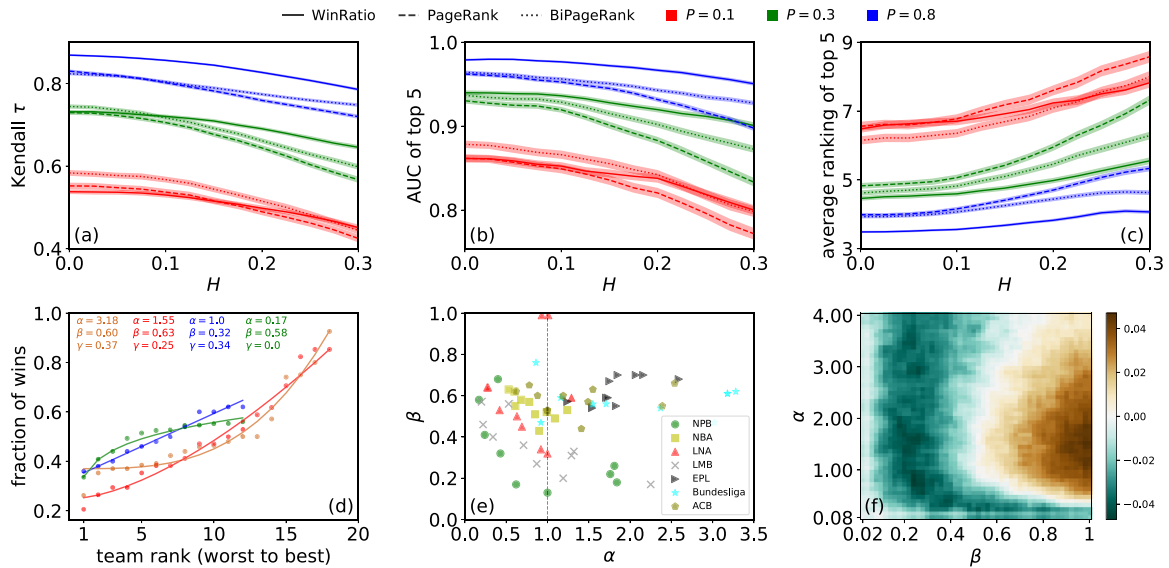 WinRatio PageRank BiPageRank P = 0.1 P = 0.3 P = 0.8
Kendall τ
0.8
0.6
0.4
(a)
0.0 0.1 0.2 0.3
H
AUC of top 5
1.0
0.9
0.8
(b)
0.0 0.1 0.2 0.3
H
average ranking of top 5
9
7
5
3
(c)
0.0 0.1 0.2 0.3
H
fraction of wins
1.0
0.8
0.6
0.4
0.2
α = 3.18 α = 1.55 α = 1.0 α = 0.17
β = 0.60 β = 0.63 β = 0.32 β = 0.58
γ = 0.37 γ = 0.25 γ = 0.34 γ = 0.0
(d)
1 5 10 15 20
team rank (worst to best)
β
1.0
0.8
0.6
0.4
0.2
0.0
(e)
NPB
NBA
LNA
LMB
EPL
Bundesliga
ACB
0.0 0.5 1.0 1.5 2.0 2.5 3.0 3.5
α
α
4.00
3.00
2.00
1.00
0.08
(f)
0.02 0.2 0.4 0.6 0.8 1
β
0.04
0.02
0.00
−0.02
−0.04